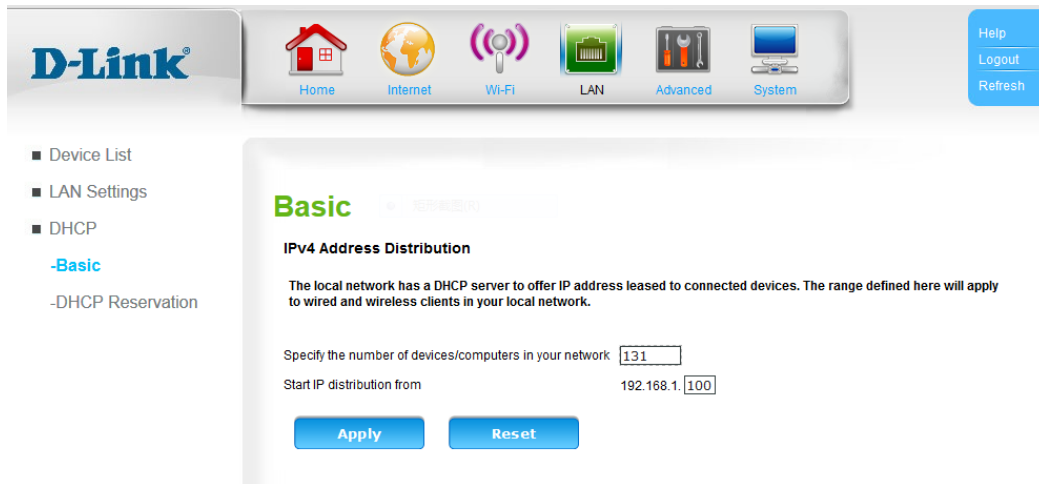 D-Link®
Home
Internet
Wi-Fi
LAN
Advanced
System
Help
Logout
Refresh
Device List
LAN Settings
DHCP
-Basic
-DHCP Reservation
Basic
IPv4 Address Distribution
The local network has a DHCP server to offer IP address leased to connected devices. The range defined here will apply
to wired and wireless clients in your local network.
Specify the number of devices/computers in your network 131
Start IP distribution from 192.168.1. 100
Apply
Reset